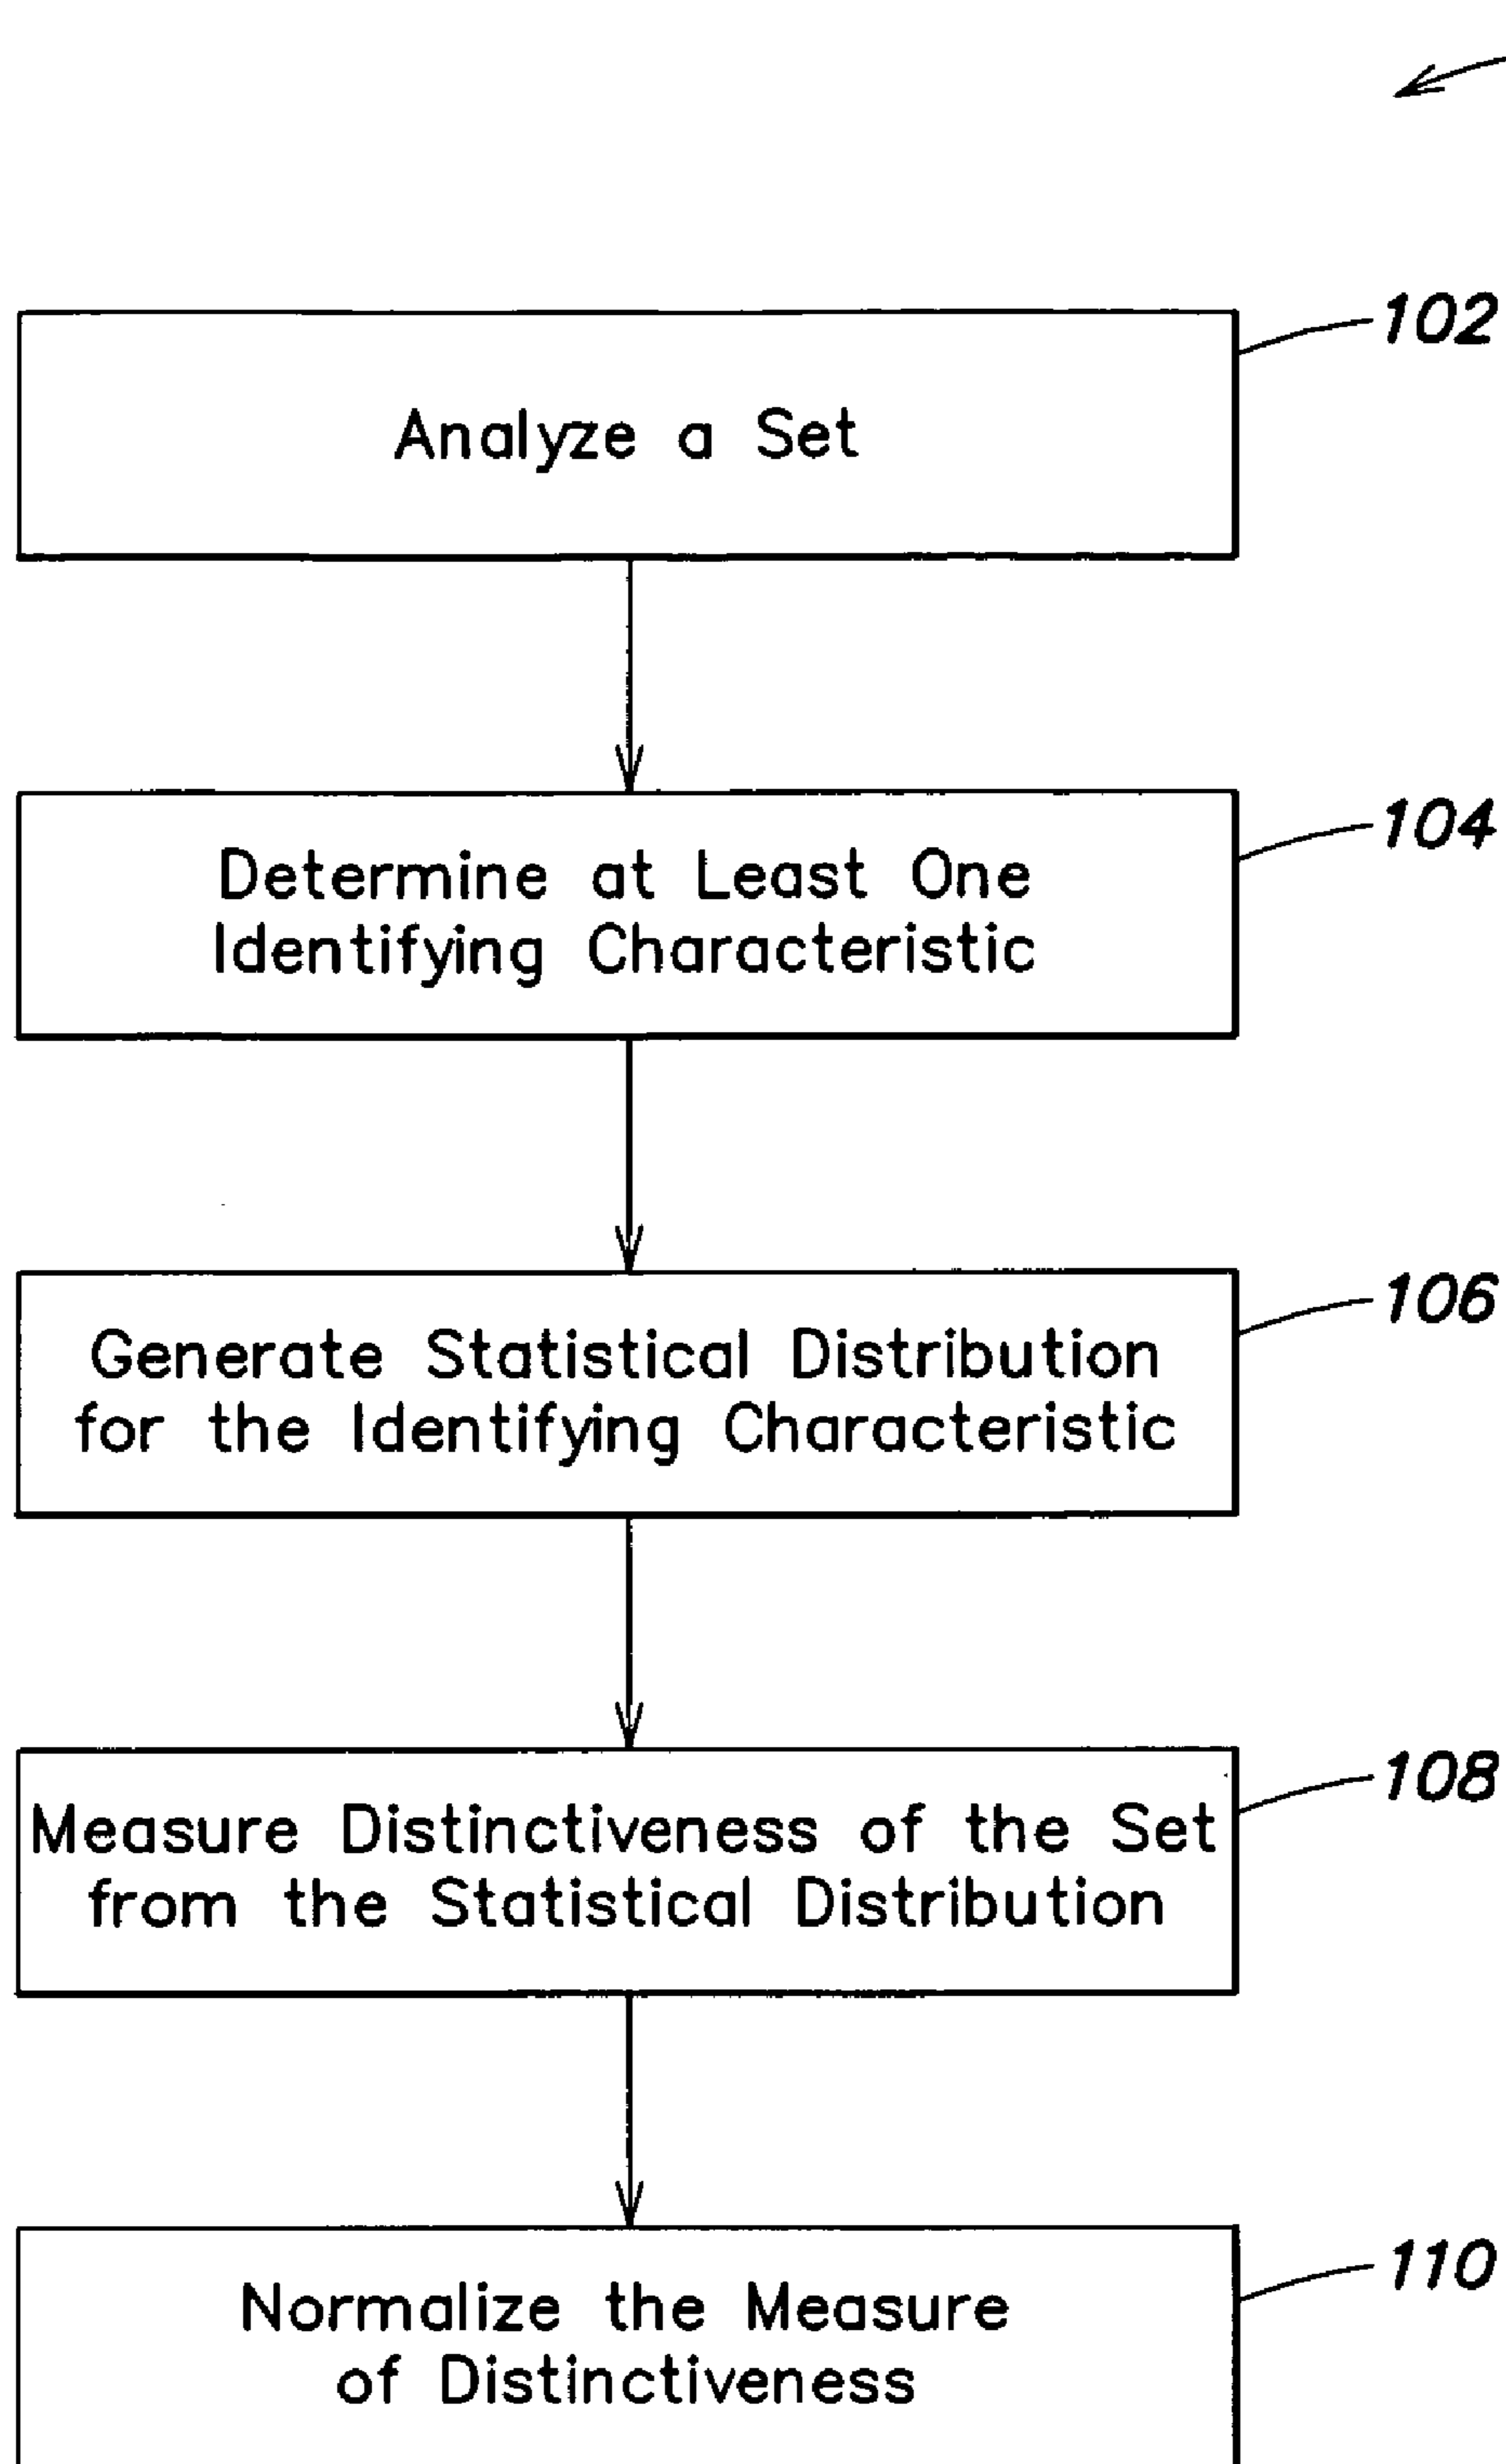 102
Analyze a Set
104
Determine at Least One
Identifying Characteristic
106
Generate Statistical Distribution
for the Identifying Characteristic
108
Measure Distinctiveness of the Set
from the Statistical Distribution
110
Normalize the Measure
of Distinctiveness